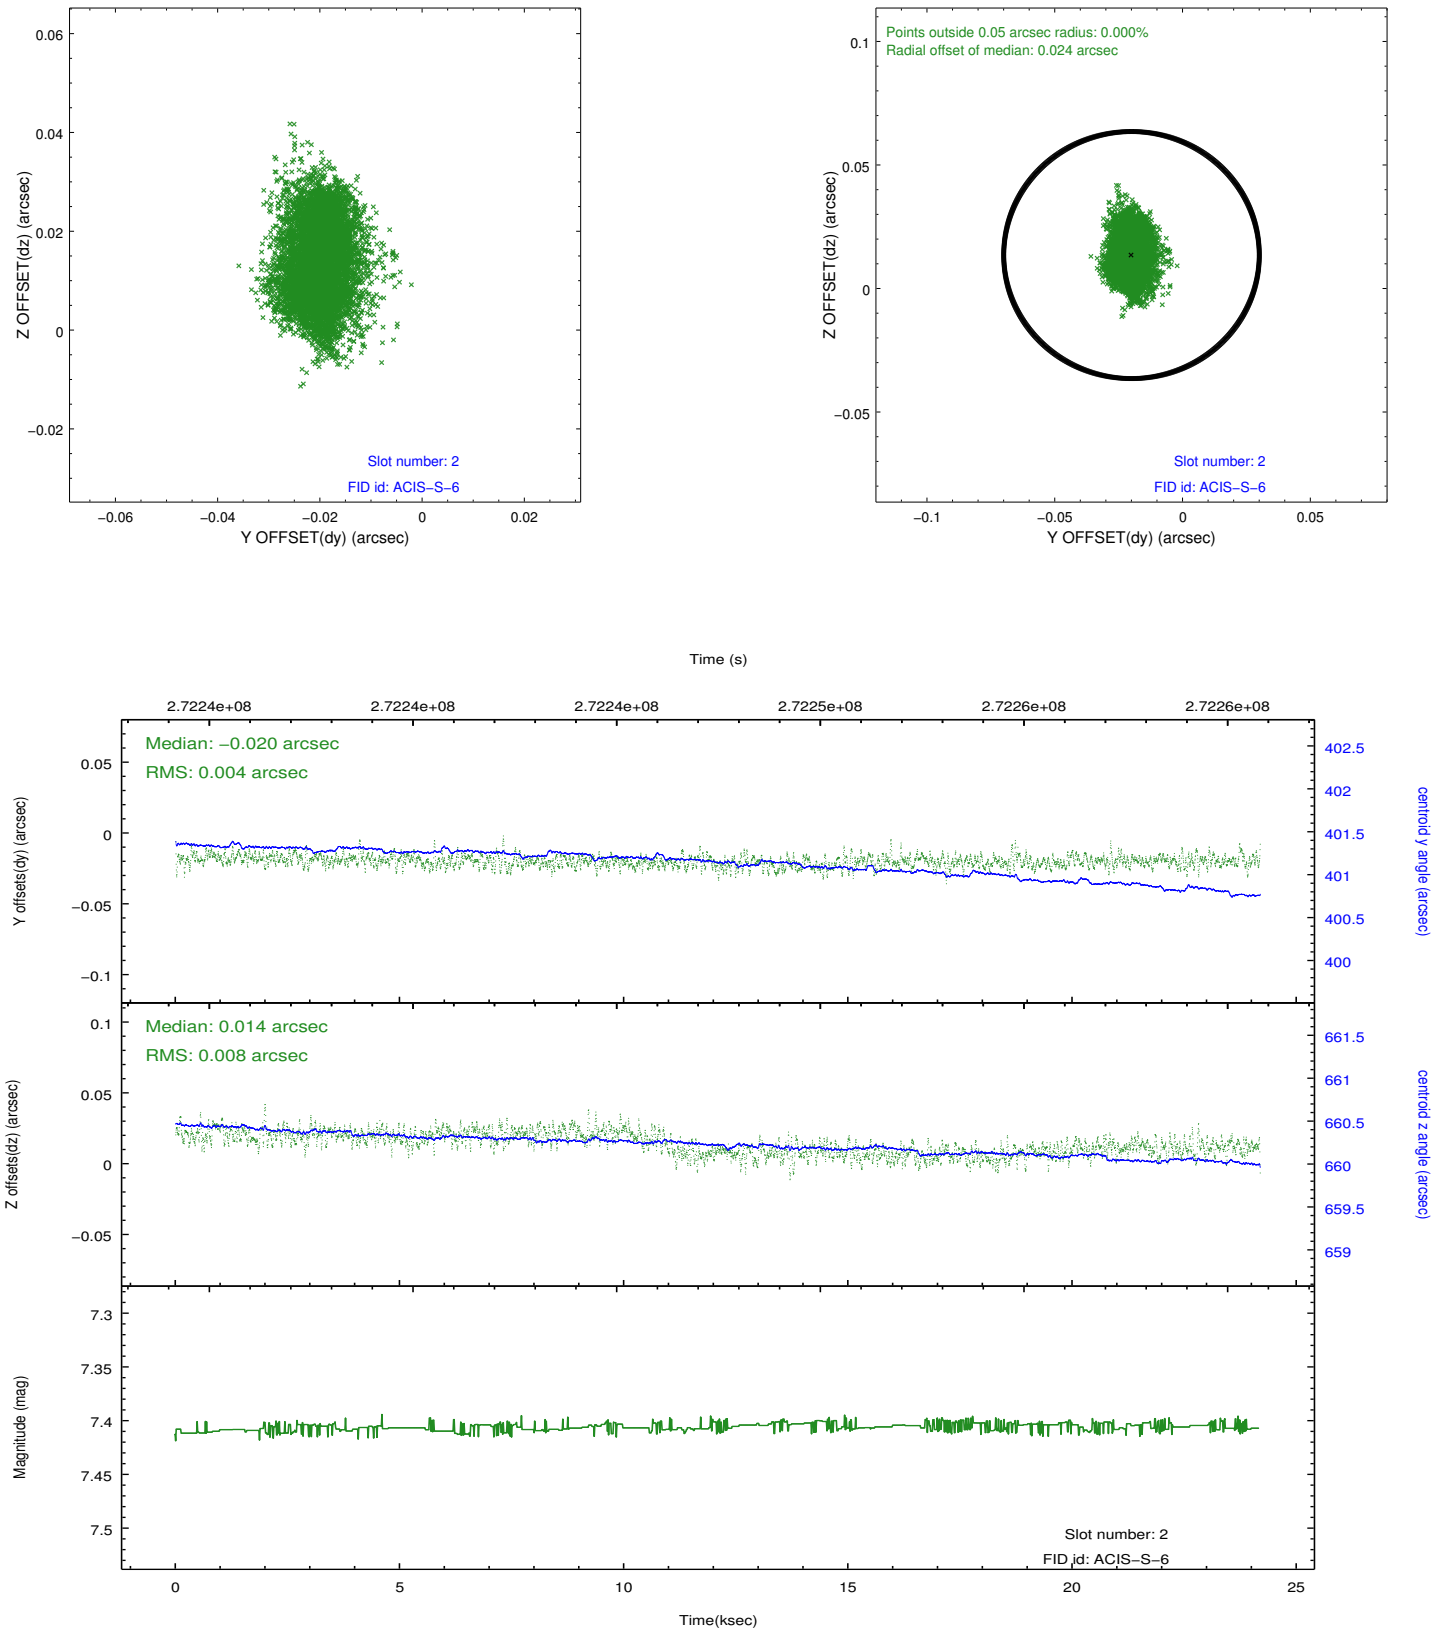 0.06
0.04
0.02
0
−0.02
Z OFFSET(dz) (arcsec)
Slot number: 2
FID id: ACIS−S−6
−0.06 −0.04 −0.02 0 0.02
Y OFFSET(dy) (arcsec)
Points outside 0.05 arcsec radius: 0.000%
Radial offset of median: 0.024 arcsec
0.1
0.05
0
−0.05
Z OFFSET(dz) (arcsec)
Slot number: 2
FID id: ACIS−S−6
−0.1 −0.05 0 0.05
Y OFFSET(dy) (arcsec)
Time (s)
2.7224e+08 2.7224e+08 2.7224e+08 2.7225e+08 2.7226e+08 2.7226e+08
Median: −0.020 arcsec
RMS: 0.004 arcsec
0.05
0
−0.05
−0.1
Y offsets(dy) (arcsec)
402.5
402
401.5
401
400.5
400
centroid y angle (arcsec)
Median: 0.014 arcsec
RMS: 0.008 arcsec
0.1
0.05
0
−0.05
Z offsets(dz) (arcsec)
661.5
661
660.5
660
659.5
659
centroid z angle (arcsec)
7.3
7.35
7.4
7.45
7.5
Magnitude (mag)
Slot number: 2
FID id: ACIS−S−6
0 5 10 15 20 25
Time(ksec)